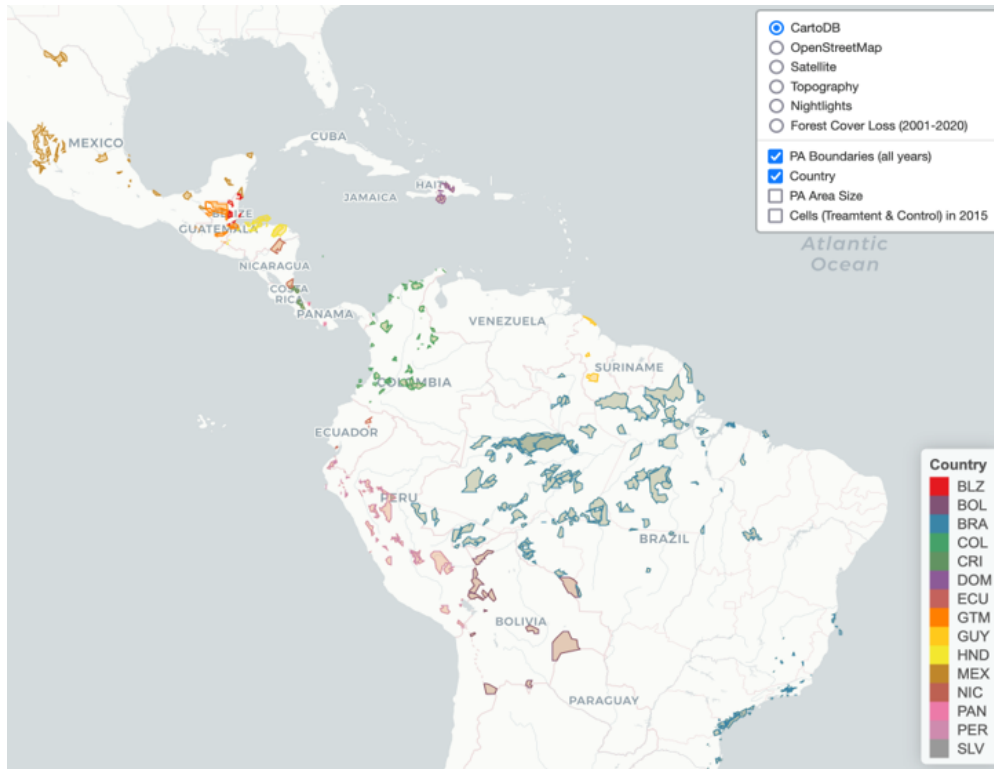 CartoDB
OpenStreetMap
Satellite
Topography
Nightlights
Forest Cover Loss (2001-2020)
PA Boundaries (all years)
Country
PA Area Size
Cells (Treamtent & Control) in 2015
MEXICO
CUBA
HAITI
JAMAICA
BELIZE
GUATEMALA
NICARAGUA
COSTA
RICA
PANAMA
Atlantic
Ocean
VENEZUELA
SURINAME
COLOMBIA
ECUADOR
PERU
BRAZIL
BOLIVIA
PARAGUAY
Country
BLZ
BOL
BRA
COL
CRI
DOM
ECU
GTM
GUY
HND
MEX
NIC
PAN
PER
SLV